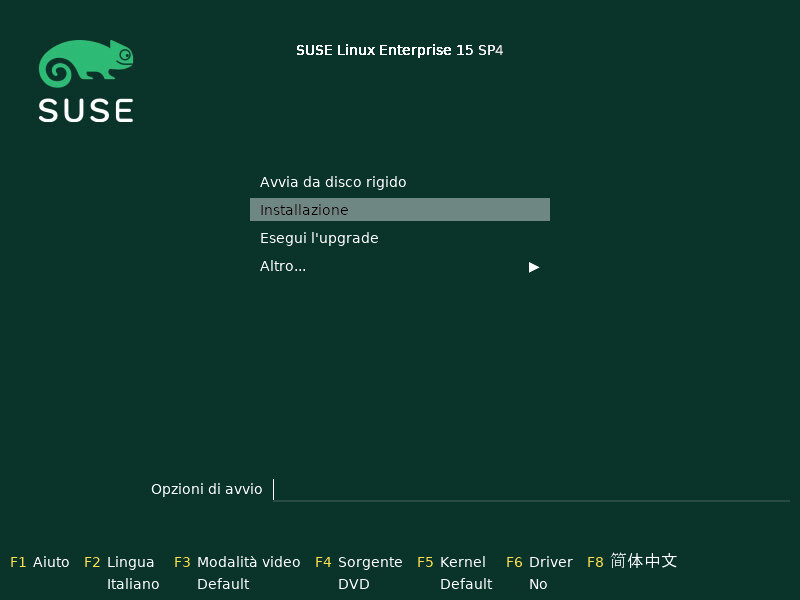 SUSE
SUSE Linux Enterprise 15 SP4
Avvia da disco rigido
Installazione
Esegui l'upgrade
Altro...
Opzioni di avvio
F1 Aiuto F2 Lingua F3 Modalità video F4 Sorgente F5 Kernel F6 Driver F8 简体中文
Italiano Default DVD Default No